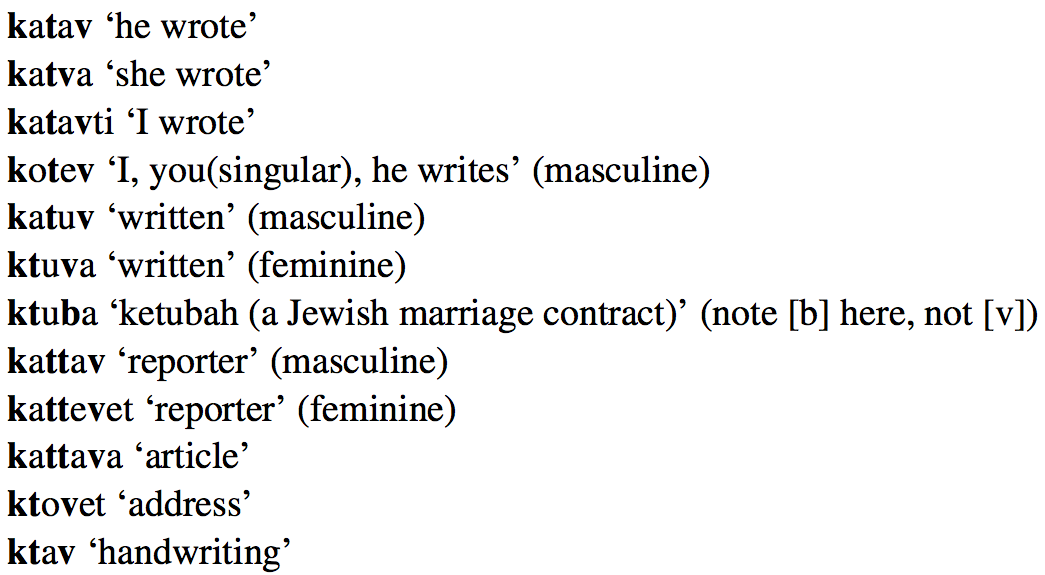 katav ‘he wrote’
katva ‘she wrote’
katavti ‘I wrote’
kotev ‘I, you(singular), he writes’ (masculine)
katuv ‘written’ (masculine)
ktuva ‘written’ (feminine)
ktuba ‘ketubah (a Jewish marriage contract)’ (note [b] here, not [v])
kattav ‘reporter’ (masculine)
kattevet ‘reporter’ (feminine)
kattava ‘article’
ktovet ‘address’
ktav ‘handwriting’